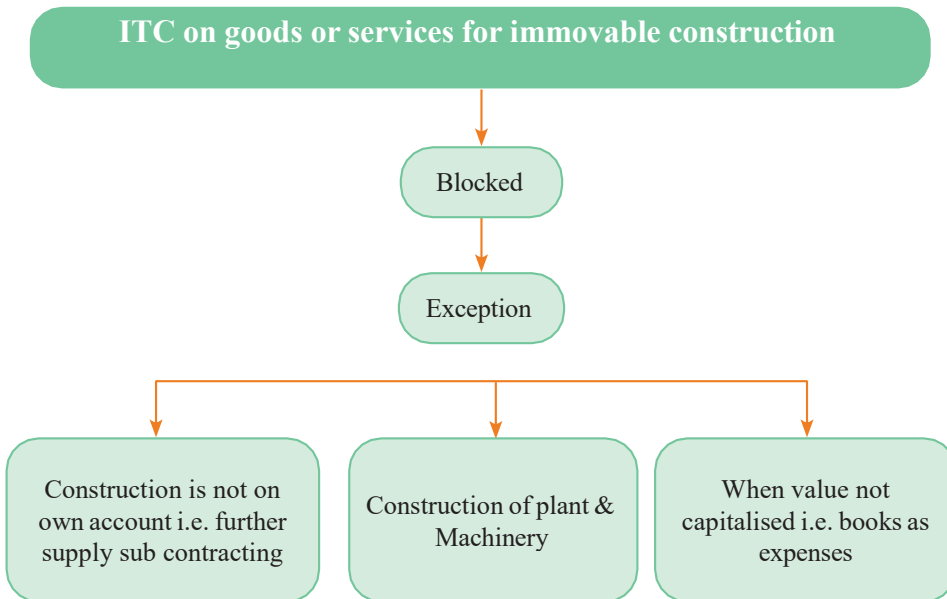 ITC on goods or services for immovable construction
Blocked
Exception
Construction is not on
own account i.e. further
supply sub contracting
Construction of plant &
Machinery
When value not
capitalised i.e. books as
expenses